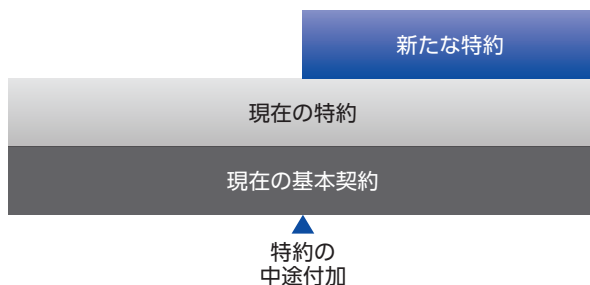 新たな特約
現在の特約
現在の基本契約
特約の
中途付加